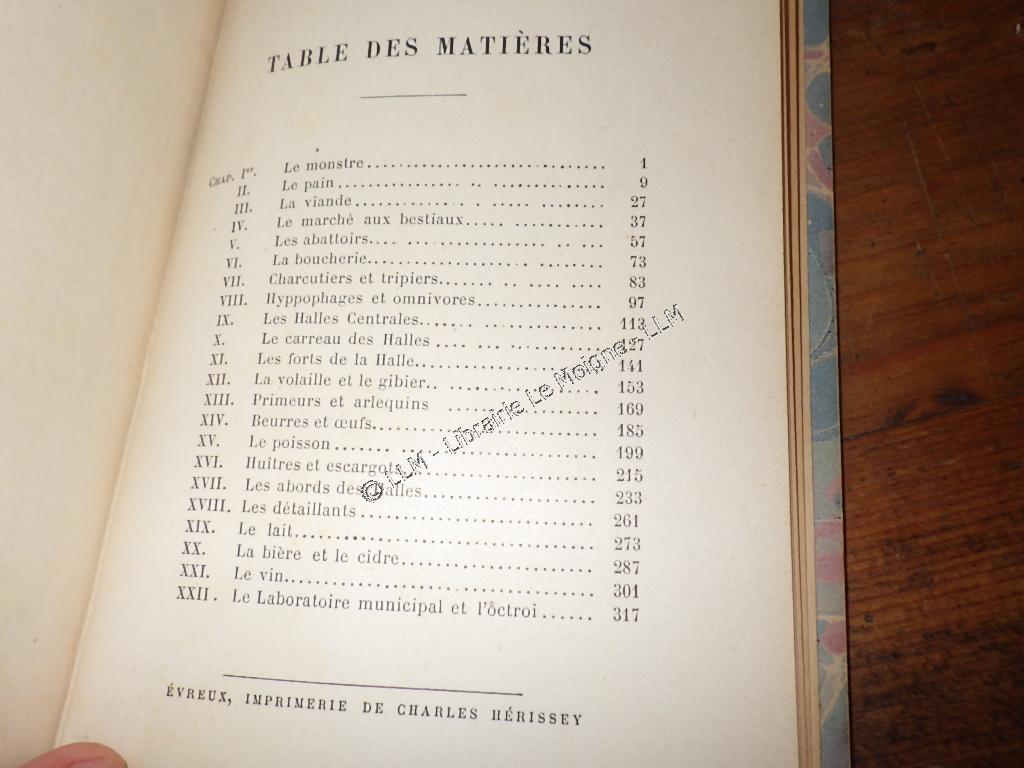 TABLE DES MATIÈRES
CHAP. Ier. Le monstre.............................. 1
II. Le pain................ .. .............. 9
III. La viande................ .. ..... ........ 27
IV. Le marché aux bestiaux..... ............ 37
V. Les abattoirs.... .............. .. ... 57
VI. La boucherie.............................. 73
VII. Charcutiers et tripiers....... .. .... .... 83
VIII. Hyppophages et omnivores................ 97
IX. Les Halles Centrales...... .. ............ 113
X. Le carreau des Halles .... ... .. ........ 127
XI. Les forts de la Halle...................... 141
XII. La volaille et le gibier.. .................. 153
XIII. Primeurs et arlequins .................. 169
XIV. Beurres et œufs.......................... 185
XV. Le poisson.............................. 199
XVI. Huîtres et escargots...................... 215
XVII. Les abords des Halles.................... 233
XVIII. Les détaillants.......................... 261
XIX. Le lait.................................. 273
XX. La bière et le cidre...................... 287
XXI. Le vin.................................. 301
XXII. Le Laboratoire municipal et l'ôctroi...... 317
ÉVREUX, IMPRIMERIE DE CHARLES HÉRISSEY
© LLM - Librairie Le Moigne - LLM